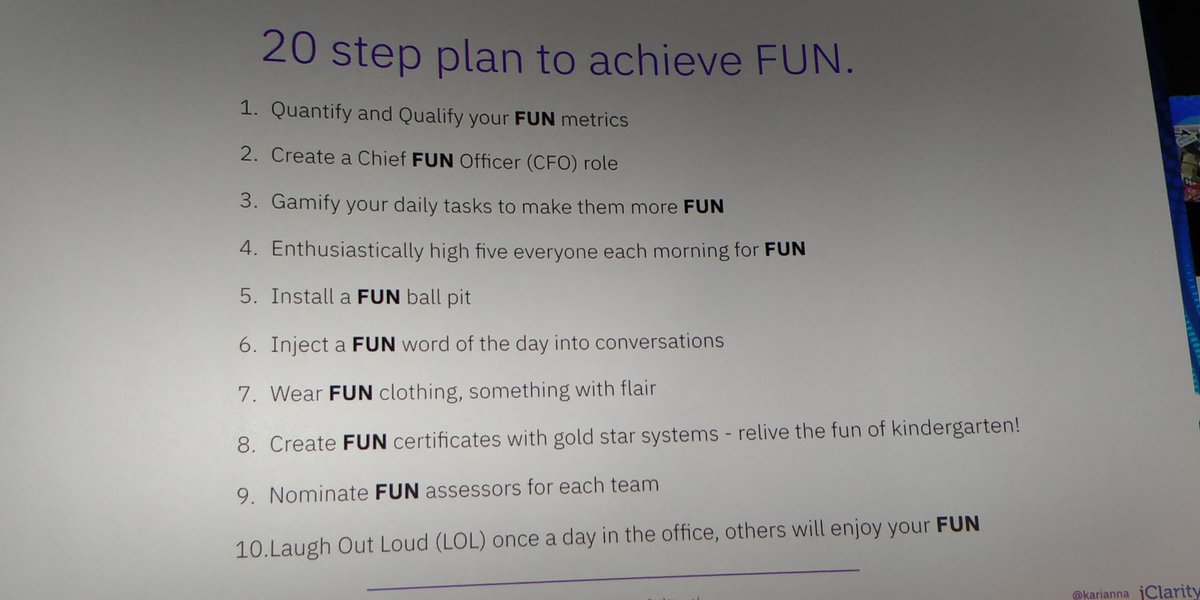 20 step plan to achieve FUN.
1. Quantify and Qualify your FUN metrics
2. Create a Chief FUN Officer (CFO) role
3. Gamify your daily tasks to make them more FUN
4. Enthusiastically high five everyone each morning for FUN
5. Install a FUN ball pit
6. Inject a FUN word of the day into conversations
7. Wear FUN clothing, something with flair
8. Create FUN certificates with gold star systems - relive the fun of kindergarten!
9. Nominate FUN assessors for each team
10.Laugh Out Loud (LOL) once a day in the office, others will enjoy your FUN
@karianna jClarity